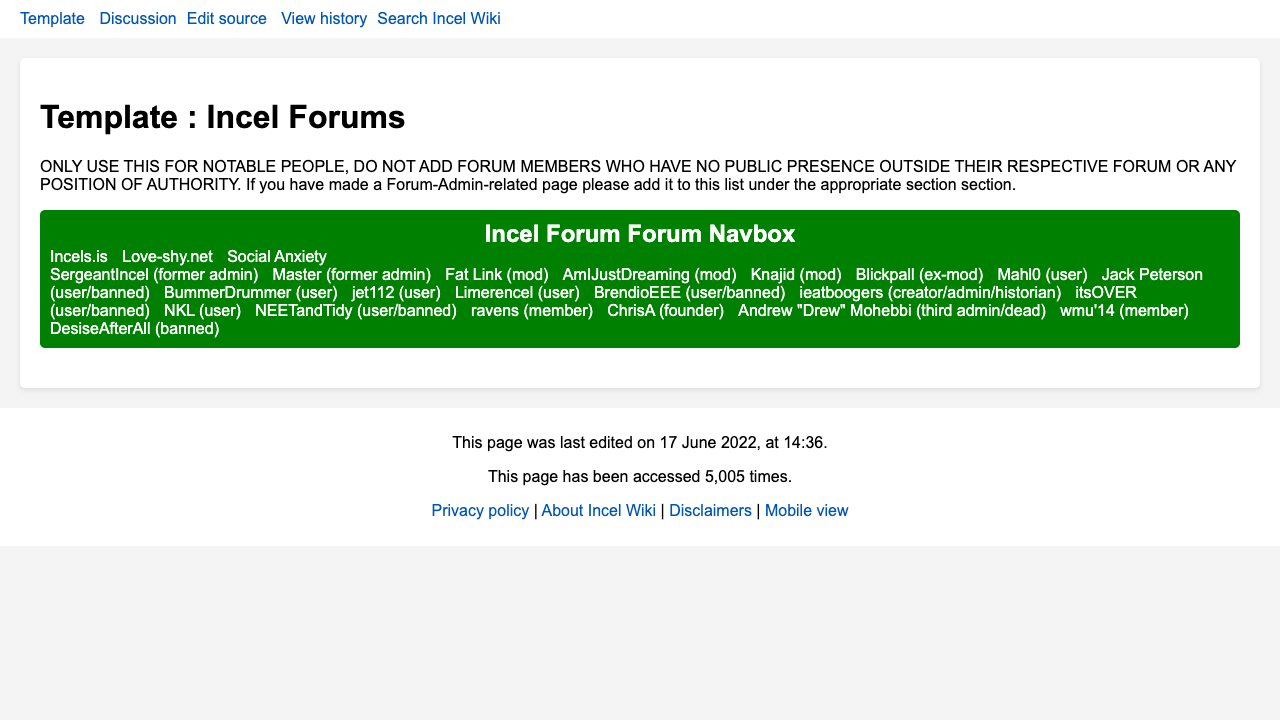 Template Discussion Edit source View history Search Incel Wiki
Template : Incel Forums
ONLY USE THIS FOR NOTABLE PEOPLE, DO NOT ADD FORUM MEMBERS WHO HAVE NO PUBLIC PRESENCE OUTSIDE THEIR RESPECTIVE FORUM OR ANY
POSITION OF AUTHORITY. If you have made a Forum-Admin-related page please add it to this list under the appropriate section section.
Incel Forum Forum Navbox
Incels.is Love-shy.net Social Anxiety
SergeantIncel (former admin) Master (former admin) Fat Link (mod) AmIJustDreaming (mod) Knajid (mod) Blickpall (ex-mod) Mahl0 (user) Jack Peterson
(user/banned) BummerDrummer (user) jet112 (user) Limerencel (user) BrendioEEE (user/banned) ieatboogers (creator/admin/historian) itsOVER
(user/banned) NKL (user) NEETandTidy (user/banned) ravens (member) ChrisA (founder) Andrew "Drew" Mohebbi (third admin/dead) wmu'14 (member)
DesiseAfterAll (banned)
This page was last edited on 17 June 2022, at 14:36.
This page has been accessed 5,005 times.
Privacy policy | About Incel Wiki | Disclaimers | Mobile view